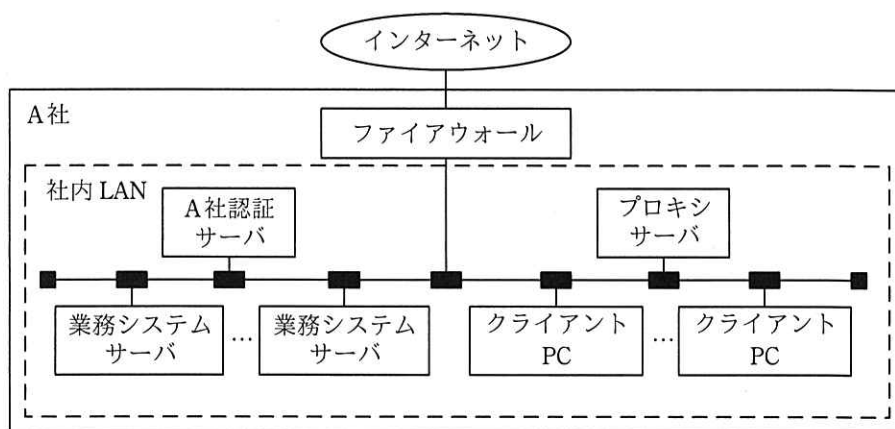 インターネット
A社
ファイアウォール
社内 LAN
A社認証
サーバ
プロキシ
サーバ
業務システム
サーバ
…
業務システム
サーバ
クライアント
PC
…
クライアント
PC